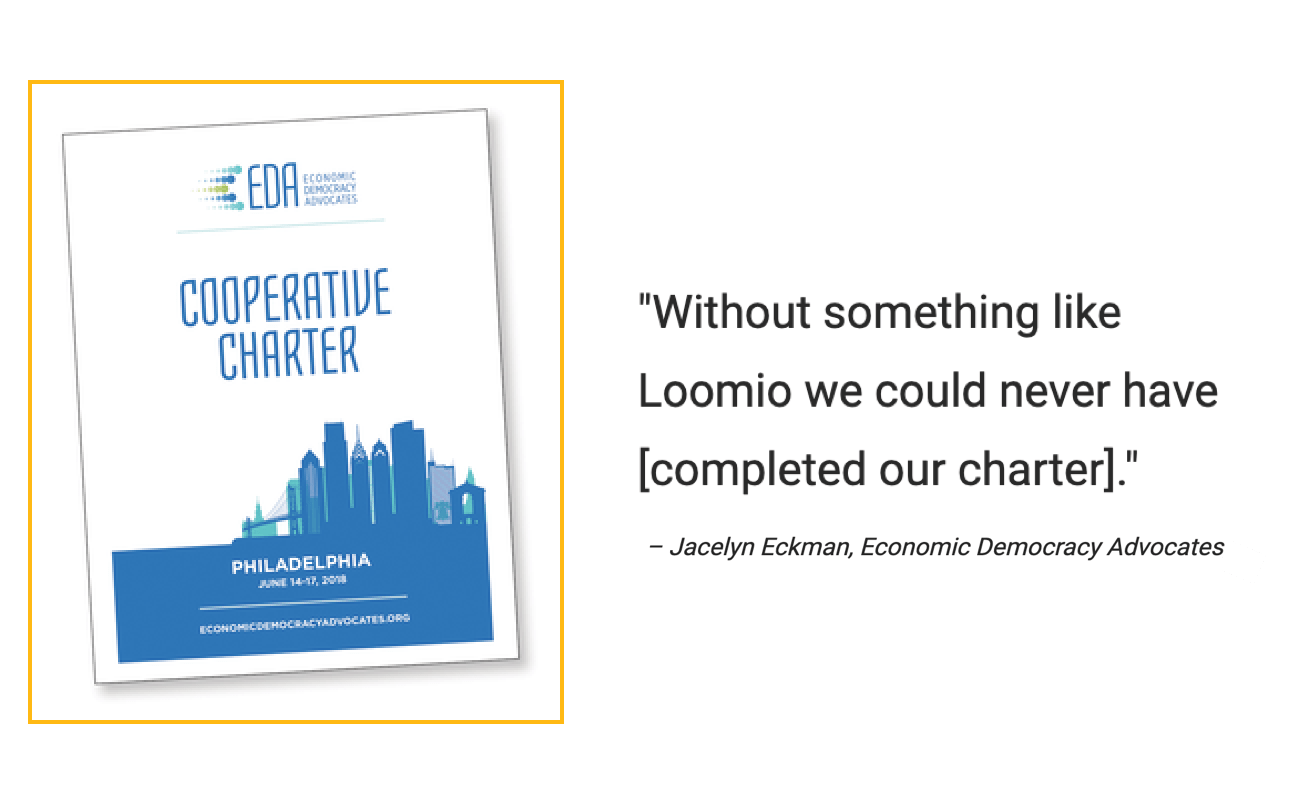 EDA
ECONOMIC
DEMOCRACY
ADVOCATES
COOPERATIVE
CHARTER
PHILADELPHIA
JUNE 14-17, 2018
ECONOMICDEMOCRACYADVOCATES.ORG
"Without something like
Loomio we could never have
[completed our charter]."
– Jacelyn Eckman, Economic Democracy Advocates